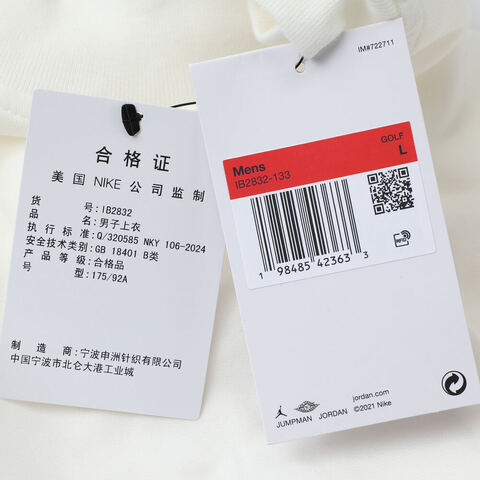 合格证
美国 NIKE 公司监制
货 号: IB2832
品 名: 男子上衣
执行标准: Q/320585 NKY 106-2024
安全技术类别: GB 18401 B类
产品等级: 合格品
号 型: 175/92A
制造商: 宁波申洲针织有限公司
中国宁波市北仑大港工业城
IM#722711
GOLF
Mens L
IB2832-133
1 98485 42363 3
RFID
jordan.com
JUMPMAN JORDAN ©2021 Nike